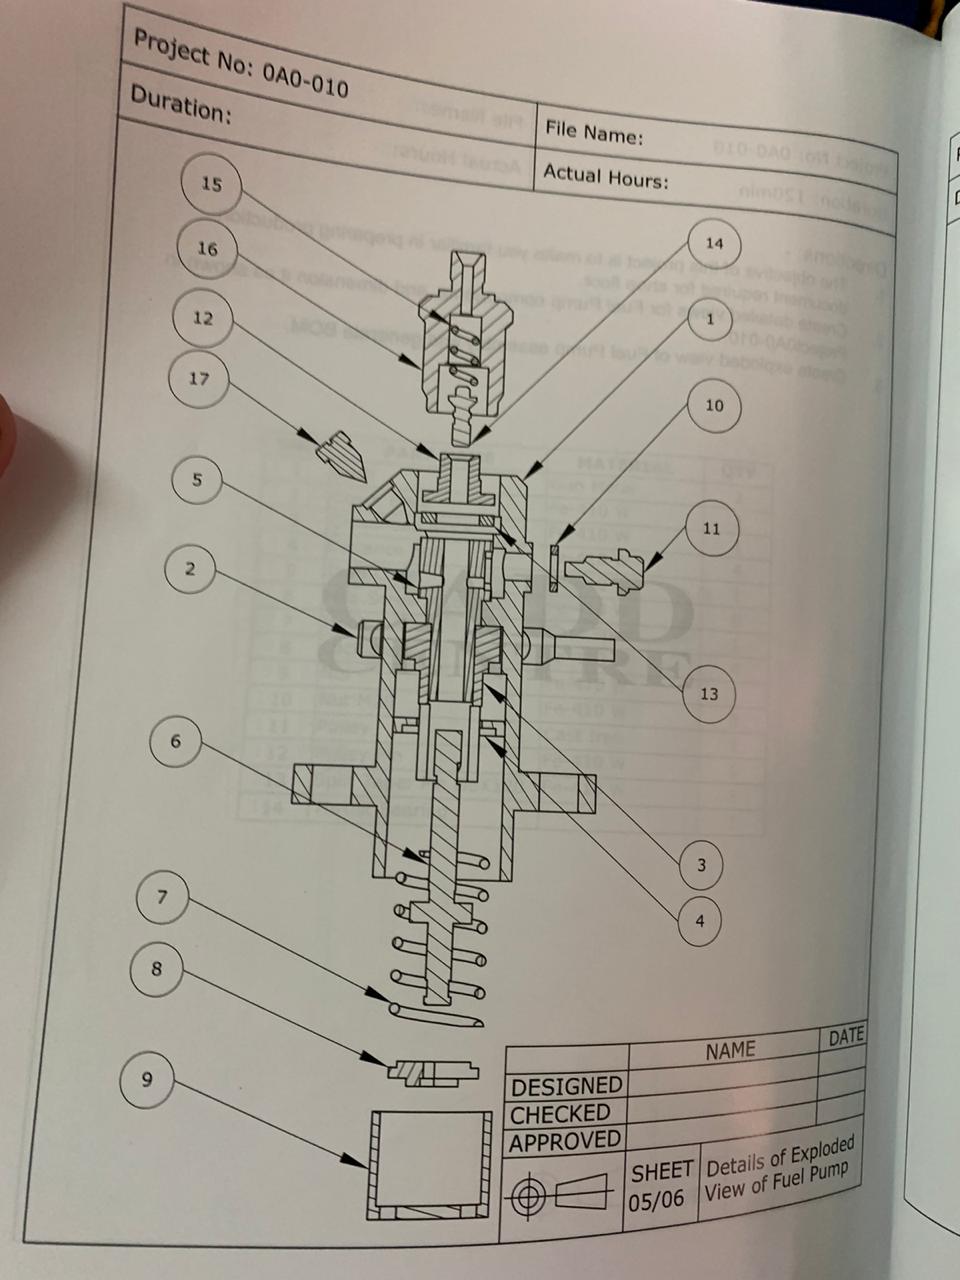 Project No: 0A0-010
Duration:
File Name:
Actual Hours:
15
14
16
1
12
17
10
5
11
2
13
6
3
7
4
8
9
NAME
DATE
DESIGNED
CHECKED
APPROVED
SHEET
05/06
Details of Exploded
View of Fuel Pump